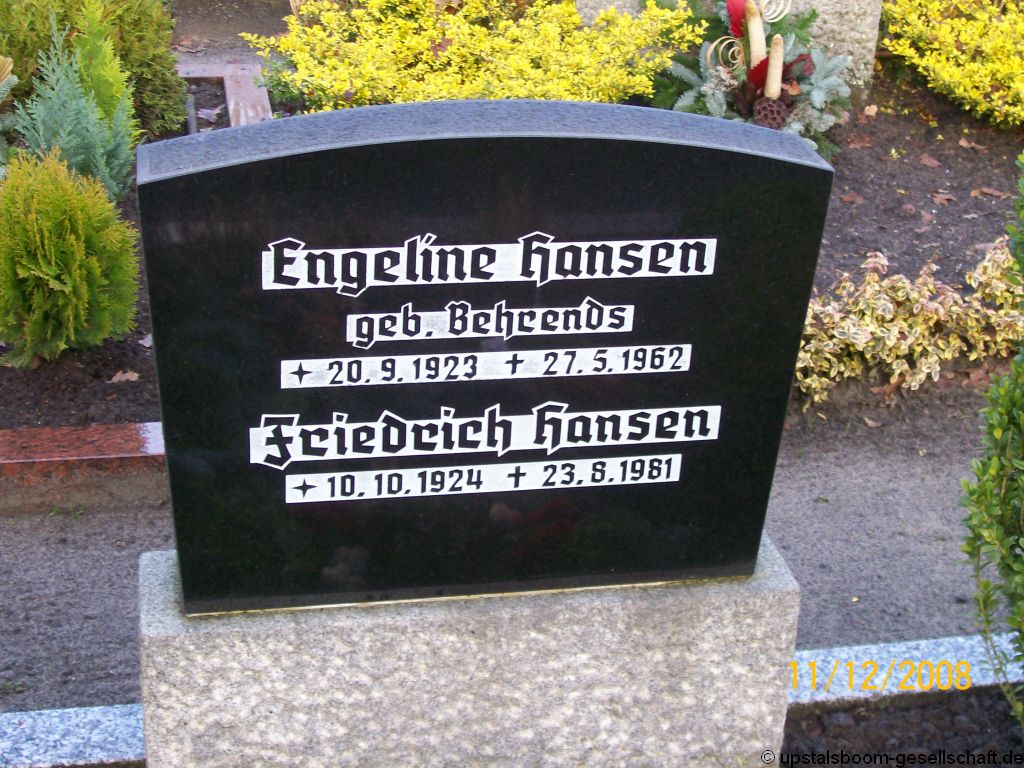 Engeline Hansen
geb. Behrends
✦ 20.9.1923 ✝ 27.5.1962
Friedrich Hansen
✦ 10.10.1924 ✝ 23.8.1981
11/12/2008
© upstalsboom-gesellschaft.de